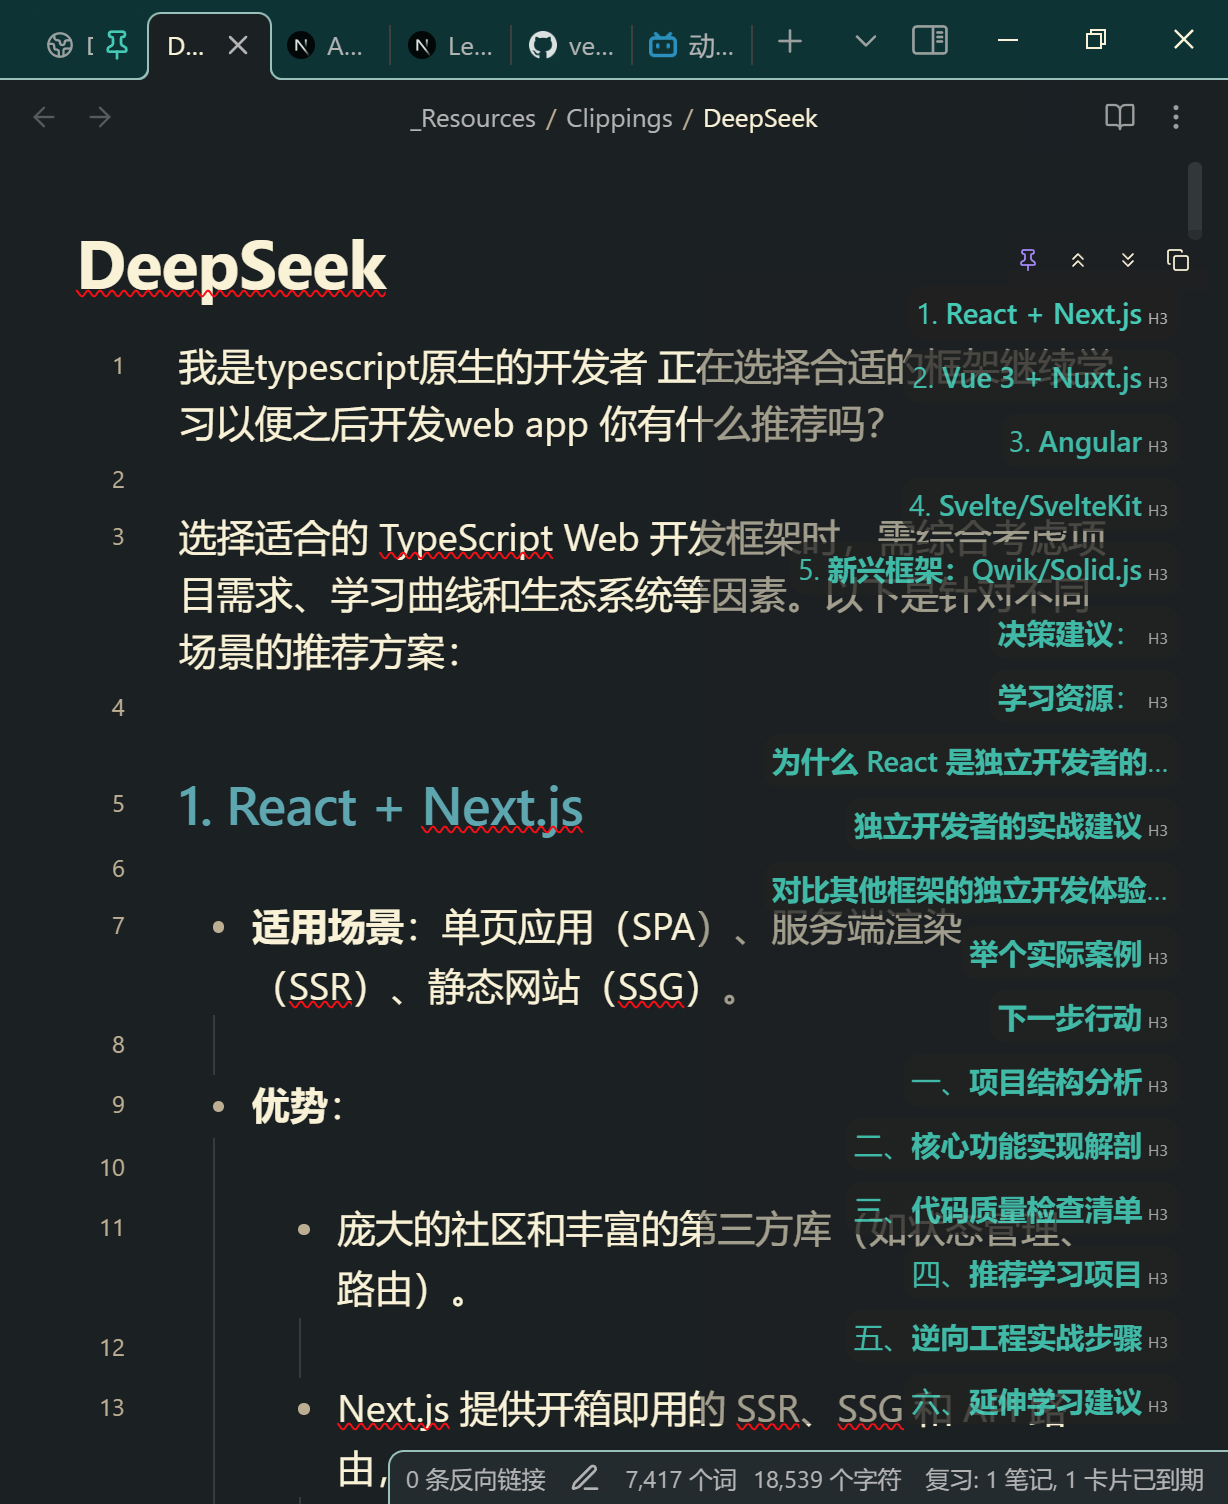 D...
A...
Le...
ve...
动...
_Resources / Clippings / DeepSeek
DeepSeek
1. React + Next.js H3
2. Vue 3 + Nuxt.js H3
3. Angular H3
4. Svelte/SvelteKit H3
5. 新兴框架：Qwik/Solid.js H3
决策建议： H3
学习资源： H3
为什么 React 是独立开发者的...
独立开发者的实战建议 H3
对比其他框架的独立开发体验...
举个实际案例 H3
下一步行动 H3
一、项目结构分析 H3
二、核心功能实现解剖 H3
三、代码质量检查清单 H3
四、推荐学习项目 H3
五、逆向工程实战步骤 H3
六、延伸学习建议 H3
1 我是typescript原生的开发者 正在选择合适的框架继续学
习以便之后开发web app 你有什么推荐吗？
2
3 选择适合的 TypeScript Web 开发框架时，需综合考虑项
目需求、学习曲线和生态系统等因素。以下是针对不同
场景的推荐方案：
4
5 1. React + Next.js
6
7 • 适用场景：单页应用（SPA）、服务端渲染
（SSR）、静态网站（SSG）。
8
9 • 优势：
10
11 • 庞大的社区和丰富的第三方库（如状态管理、
路由）。
12
13 • Next.js 提供开箱即用的 SSR、SSG 和 API 路
由，
0 条反向链接 7,417 个词 18,539 个字符 复习: 1 笔记, 1 卡片已到期